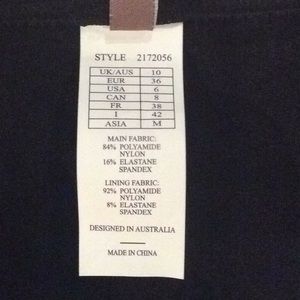 STYLE 2172056
UK/AUS 10
EUR 36
USA 6
CAN 8
FR 38
I 42
ASIA M
MAIN FABRIC:
84% POLYAMIDE
NYLON
16% ELASTANE
SPANDEX
LINING FABRIC:
92% POLYAMIDE
NYLON
8% ELASTANE
SPANDEX
DESIGNED IN AUSTRALIA
MADE IN CHINA